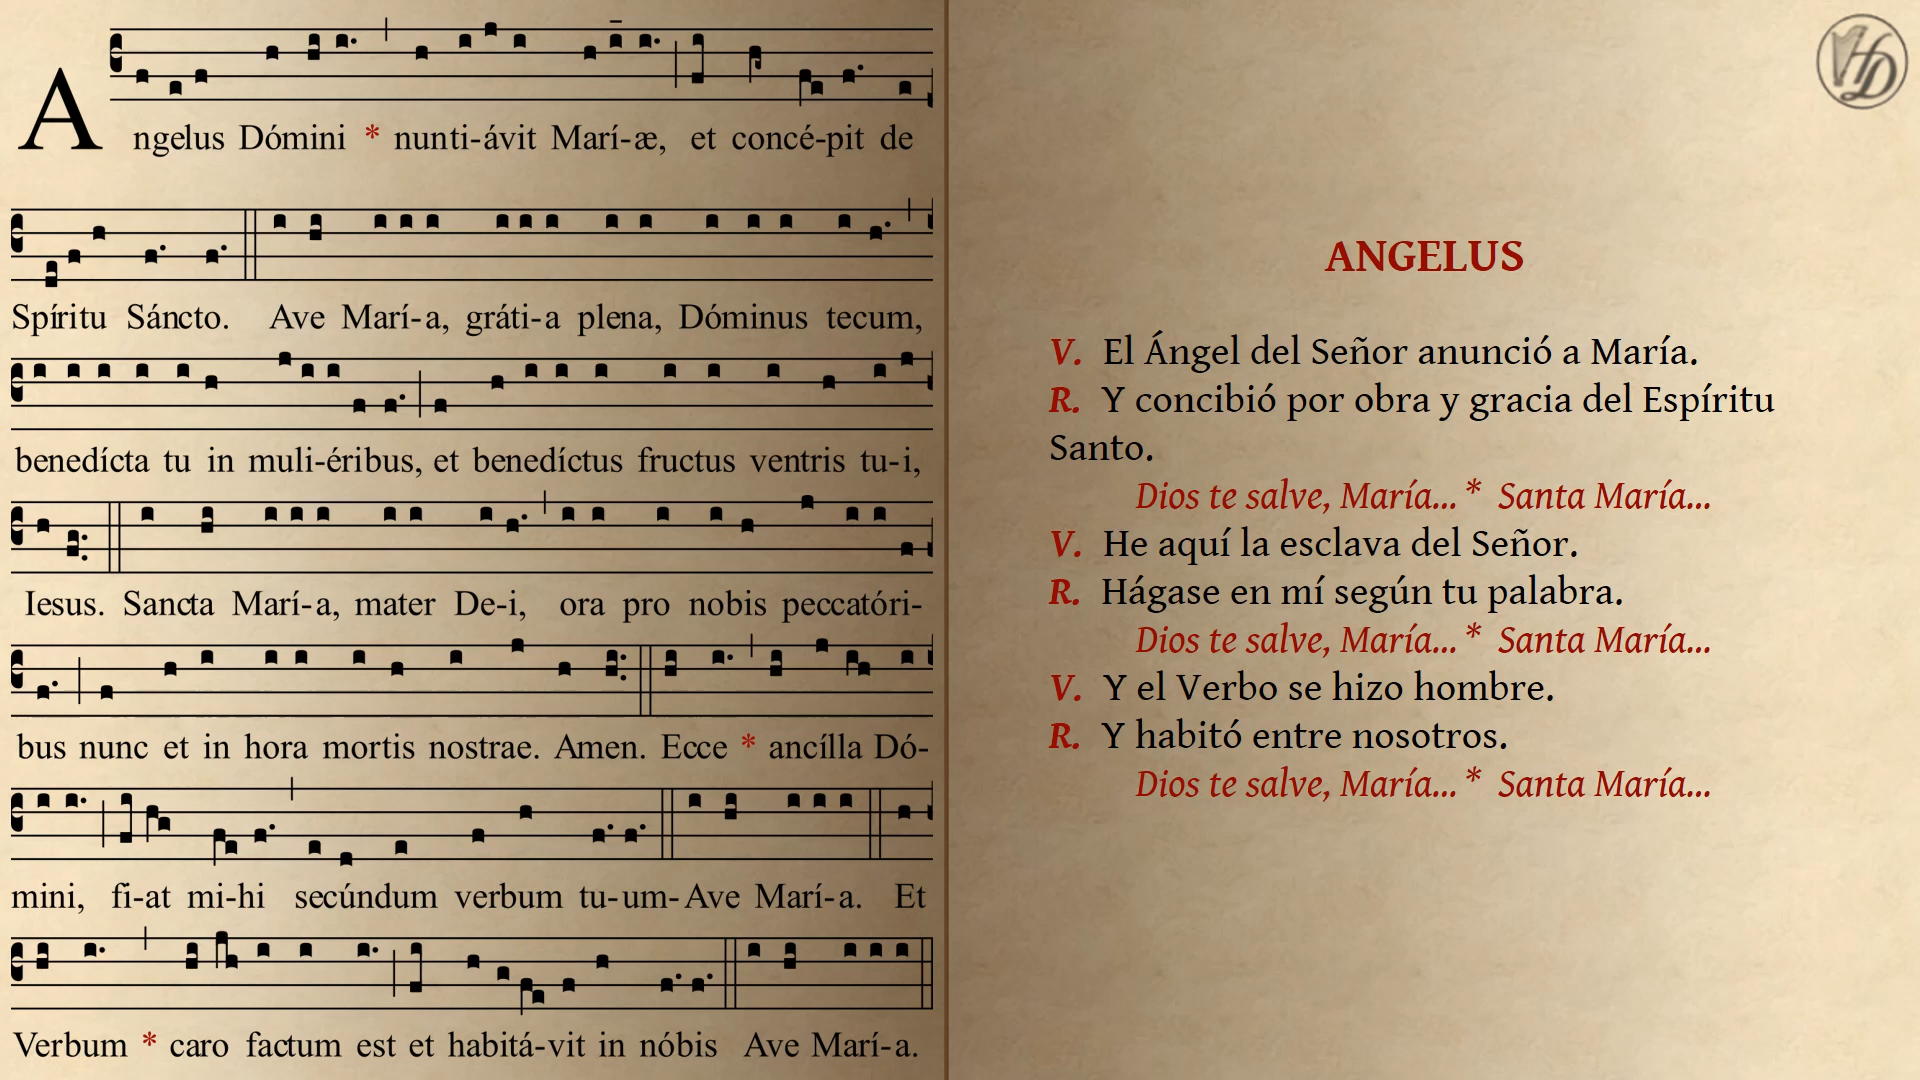 Angelus Dómini * nunti-ávit Marí-æ, et concé-pit de
Spíritu Sáncto. Ave Marí-a, gráti-a plena, Dóminus tecum,
benedícta tu in muli-éribus, et benedíctus fructus ventris tu-i,
Iesus. Sancta Marí-a, mater De-i, ora pro nobis peccatóri-
bus nunc et in hora mortis nostrae. Amen. Ecce * ancílla Dó-
mini, fi-at mi-hi secúndum verbum tu-um-Ave Marí-a. Et
Verbum * caro factum est et habitá-vit in nóbis Ave Marí-a.
HD
ANGELUS
V. El Ángel del Señor anunció a María.
R. Y concibió por obra y gracia del Espíritu
Santo.
Dios te salve, María... * Santa María...
V. He aquí la esclava del Señor.
R. Hágase en mí según tu palabra.
Dios te salve, María... * Santa María...
V. Y el Verbo se hizo hombre.
R. Y habitó entre nosotros.
Dios te salve, María... * Santa María...